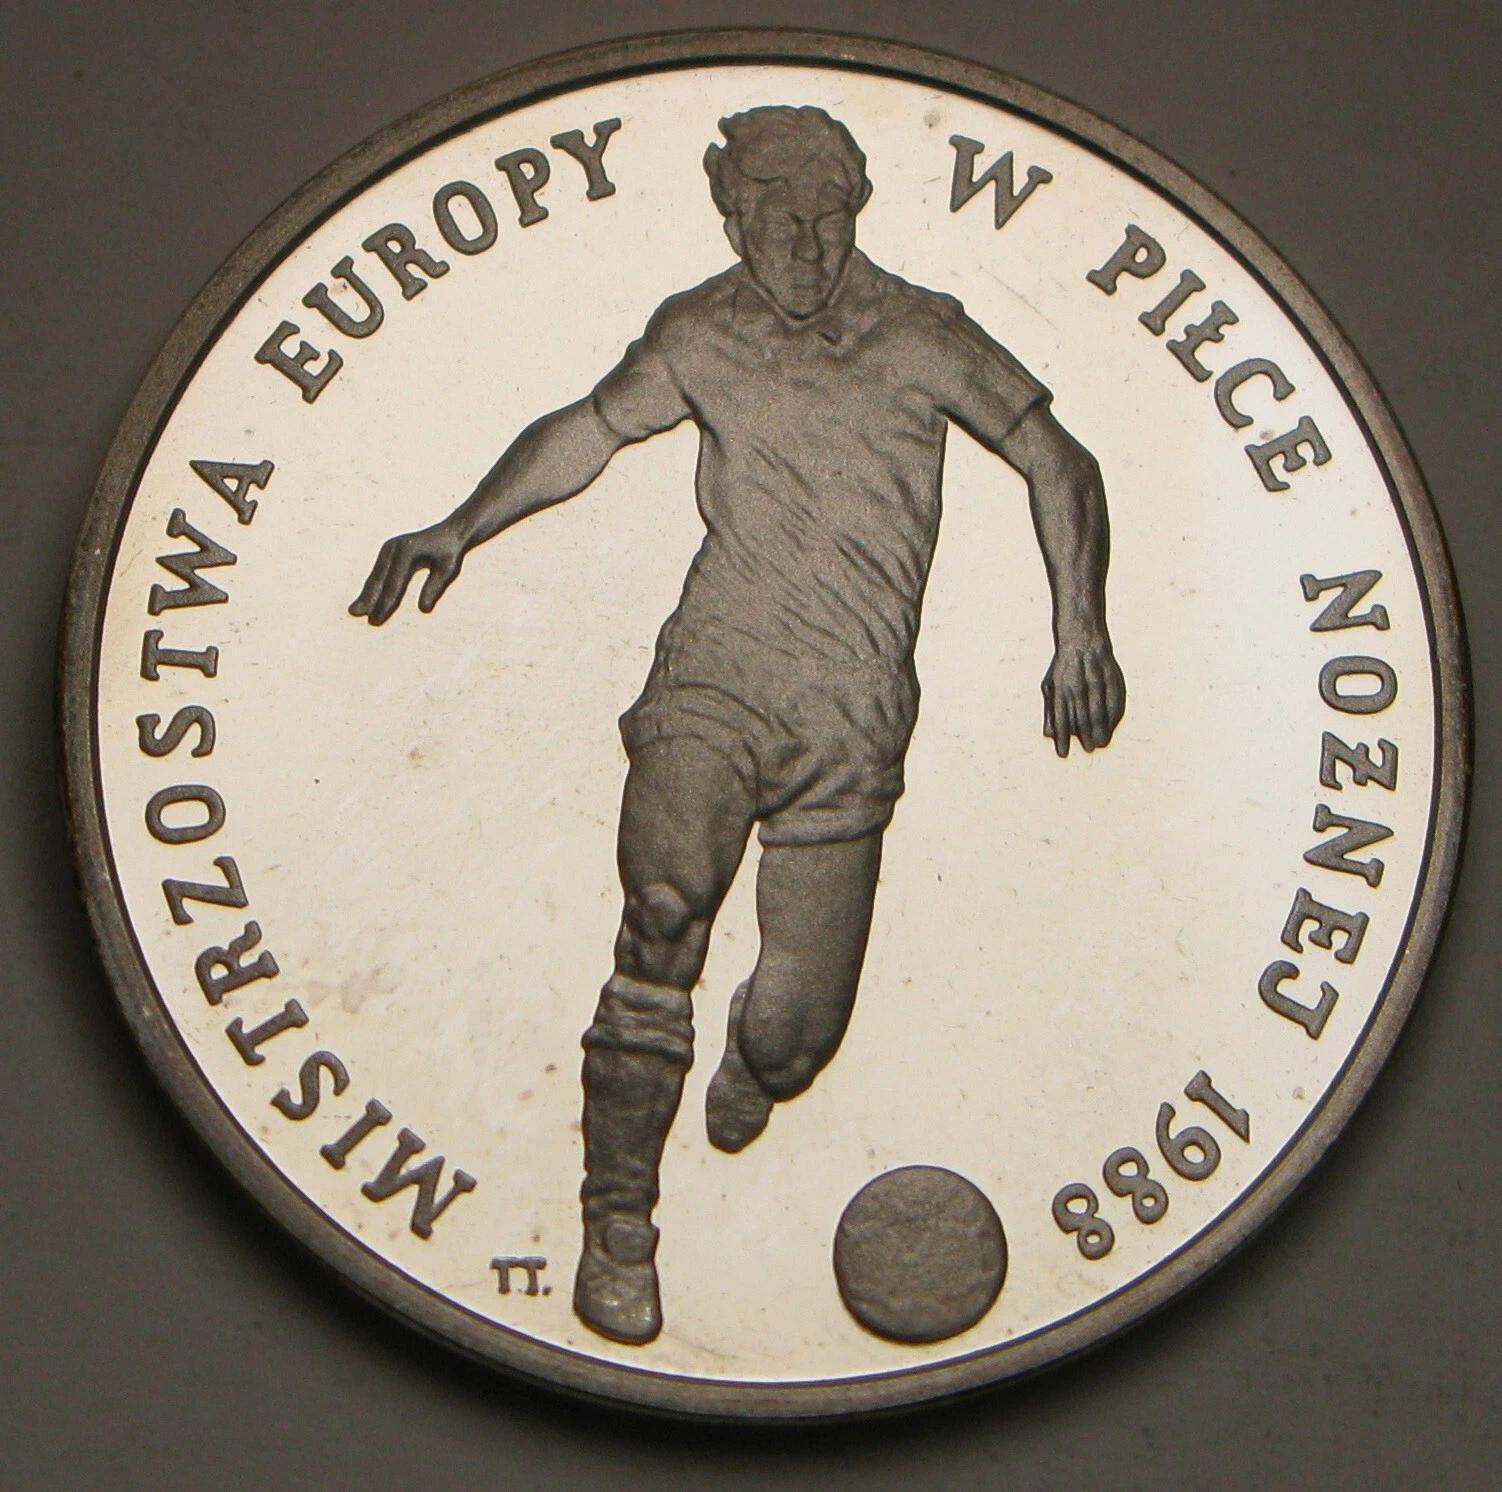 MISTRZOSTWA EUROPY W PIŁCE NOŻNEJ 1988
TT.